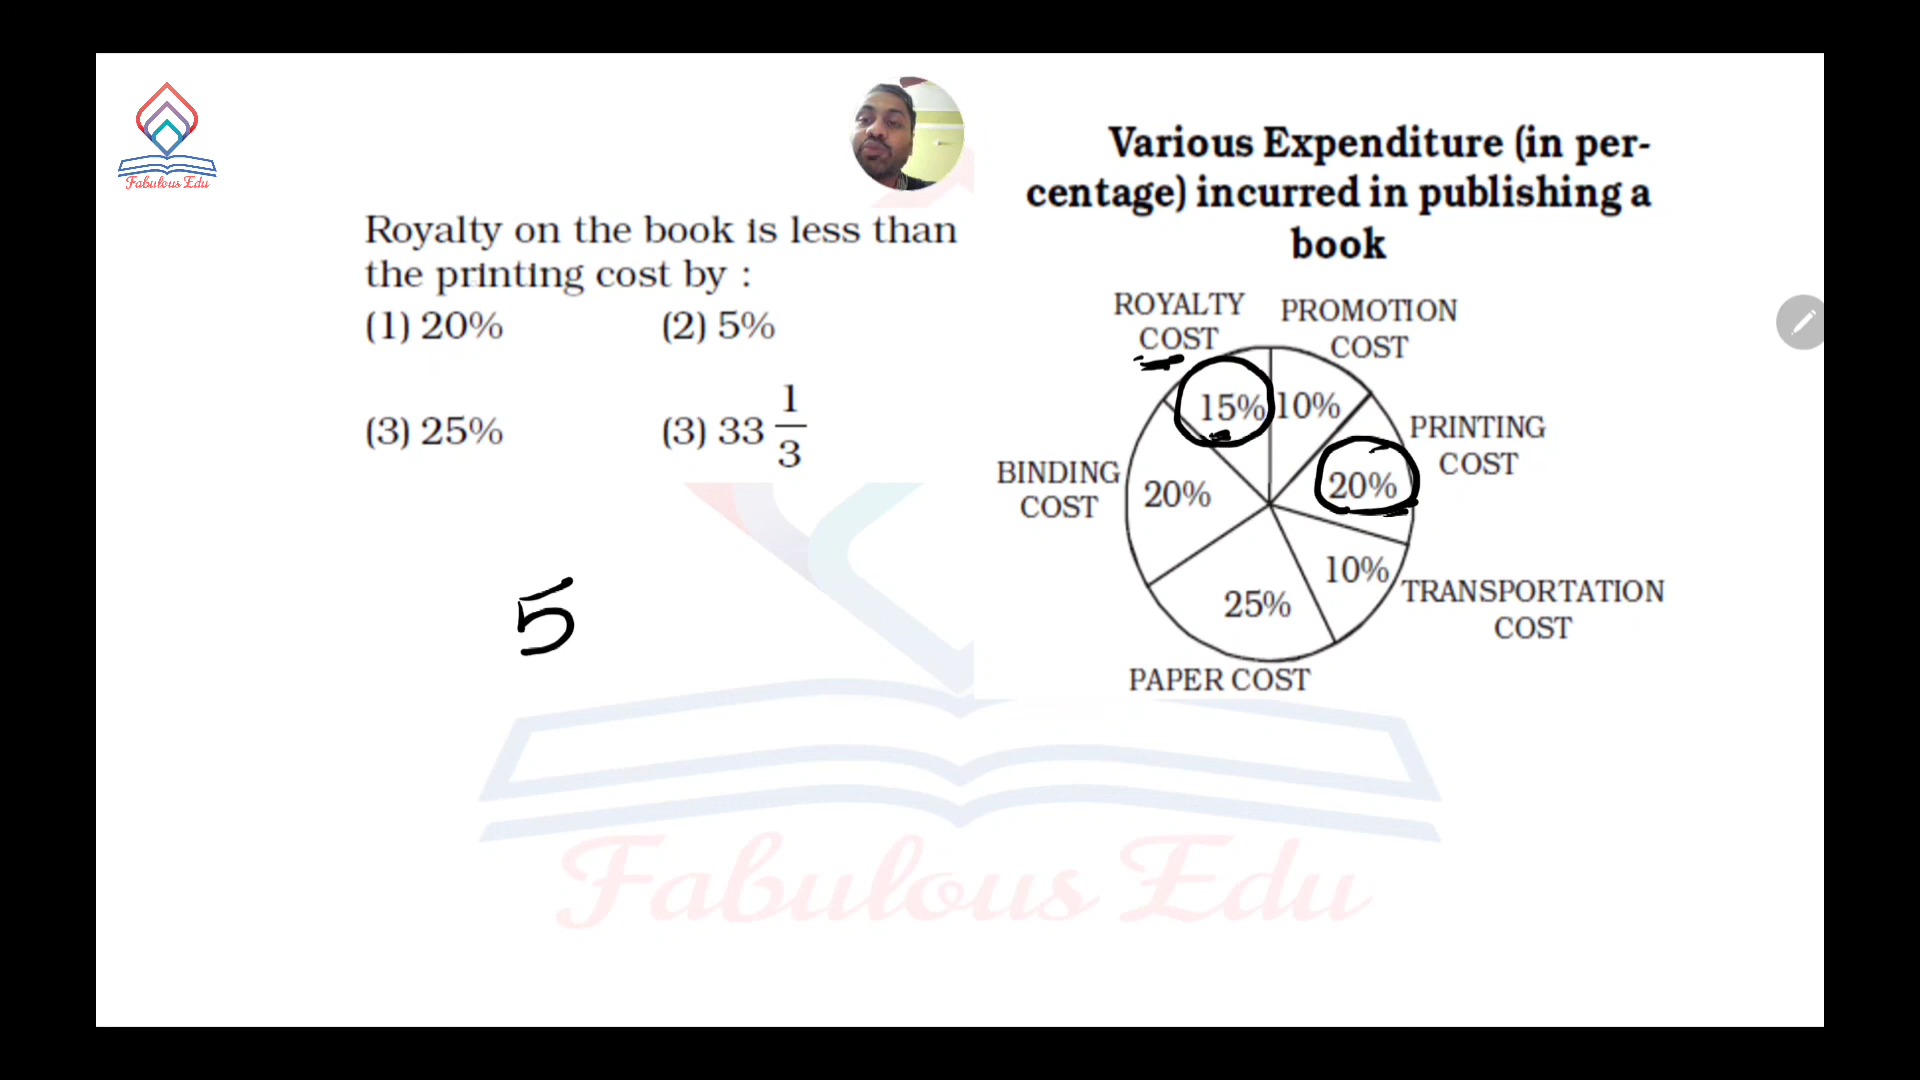 Fabulous Edu
Royalty on the book is less than
the printing cost by :
(1) 20% (2) 5%
(3) 25% (3) 33 1/3
5
Various Expenditure (in per-
centage) incurred in publishing a
book
ROYALTY
COST
PROMOTION
COST
15%
10%
PRINTING
COST
20%
BINDING
COST
20%
10%
TRANSPORTATION
COST
25%
PAPER COST
Fabulous Edu